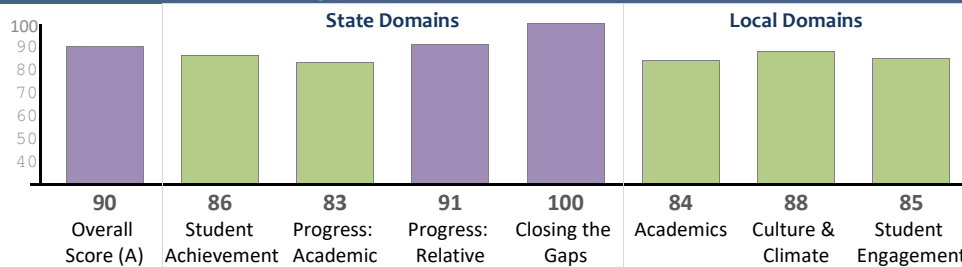 State Domains
Local Domains
100
90
80
70
60
50
40
90
86
83
91
100
84
88
85
Overall
Score (A)
Student
Achievement
Progress:
Academic
Progress:
Relative
Closing the
Gaps
Academics
Culture &
Climate
Student
Engagement